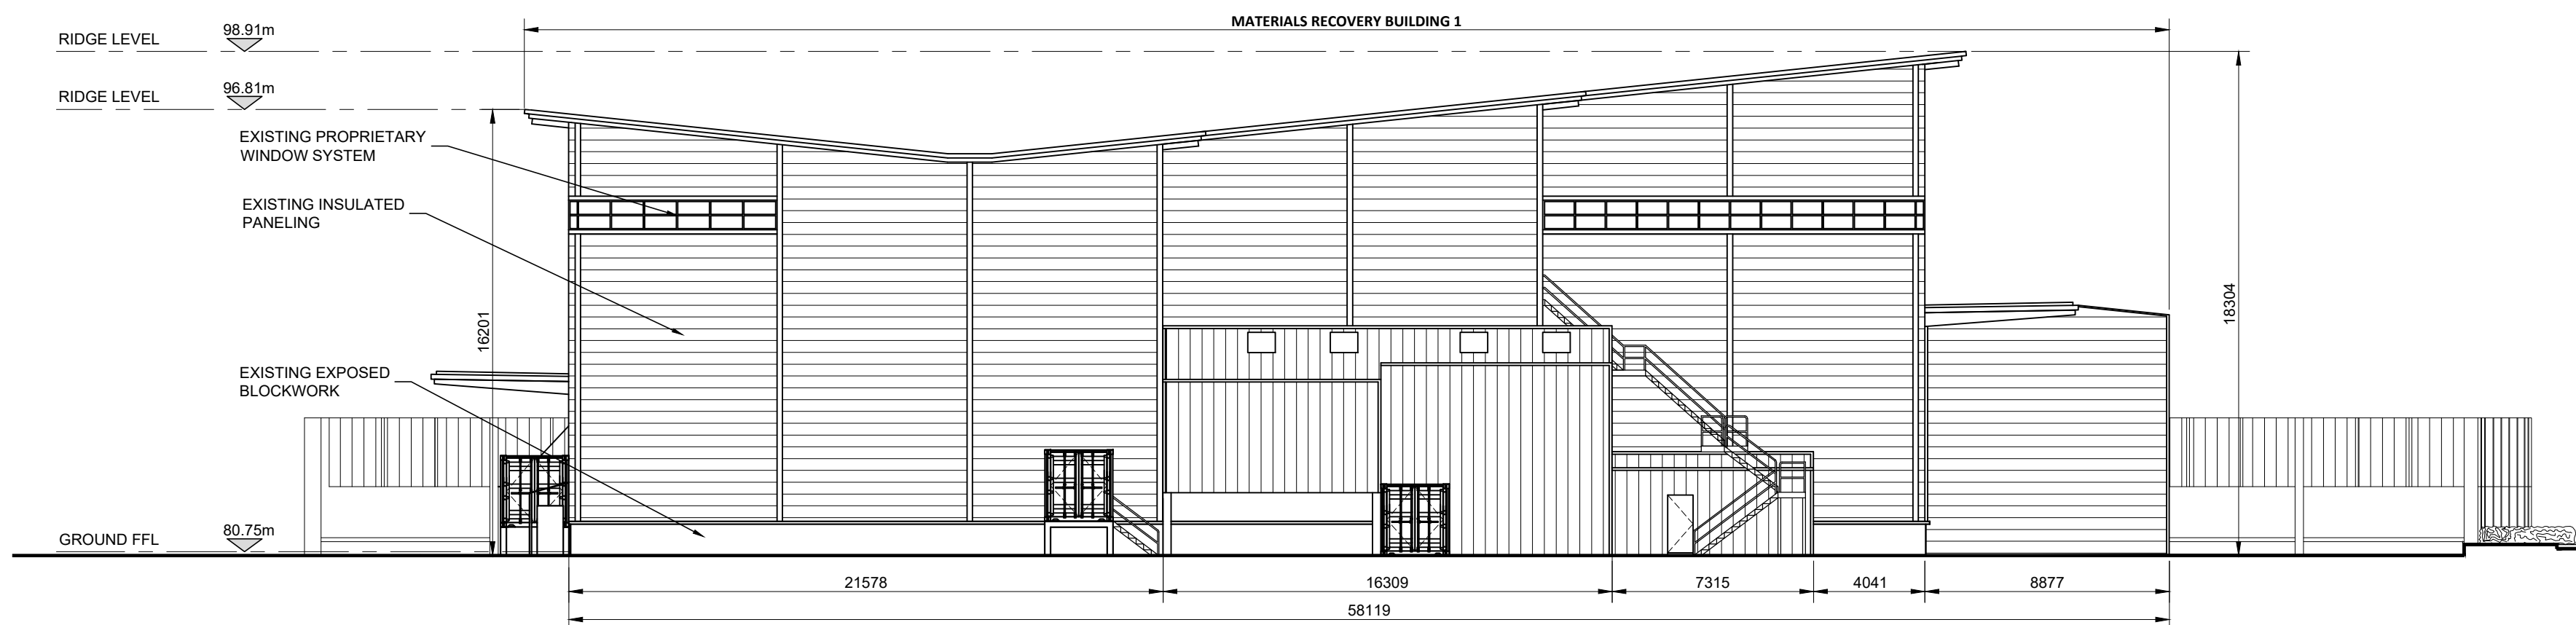 MATERIALS RECOVERY BUILDING 1
RIDGE LEVEL 98.91m
RIDGE LEVEL 96.81m
EXISTING PROPRIETARY
WINDOW SYSTEM
EXISTING INSULATED
PANELING
16201
18304
EXISTING EXPOSED
BLOCKWORK
GROUND FFL 80.75m
21578 16309 7315 4041 8877
58119